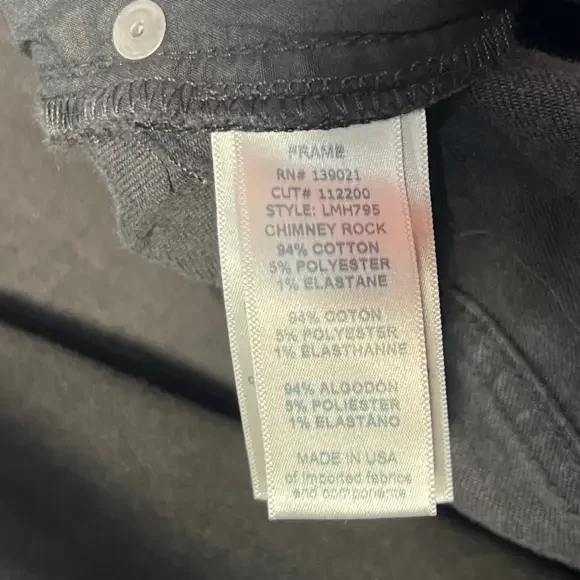 FRAME
RN# 139021
CUT# 112200
STYLE: LMH795
CHIMNEY ROCK
94% COTTON
5% POLYESTER
1% ELASTANE
94% COTON
5% POLYESTER
1% ÉLASTHANNE
94% ALGODON
5% POLIESTER
1% ELASTANO
MADE IN USA
of imported fabrics
and components